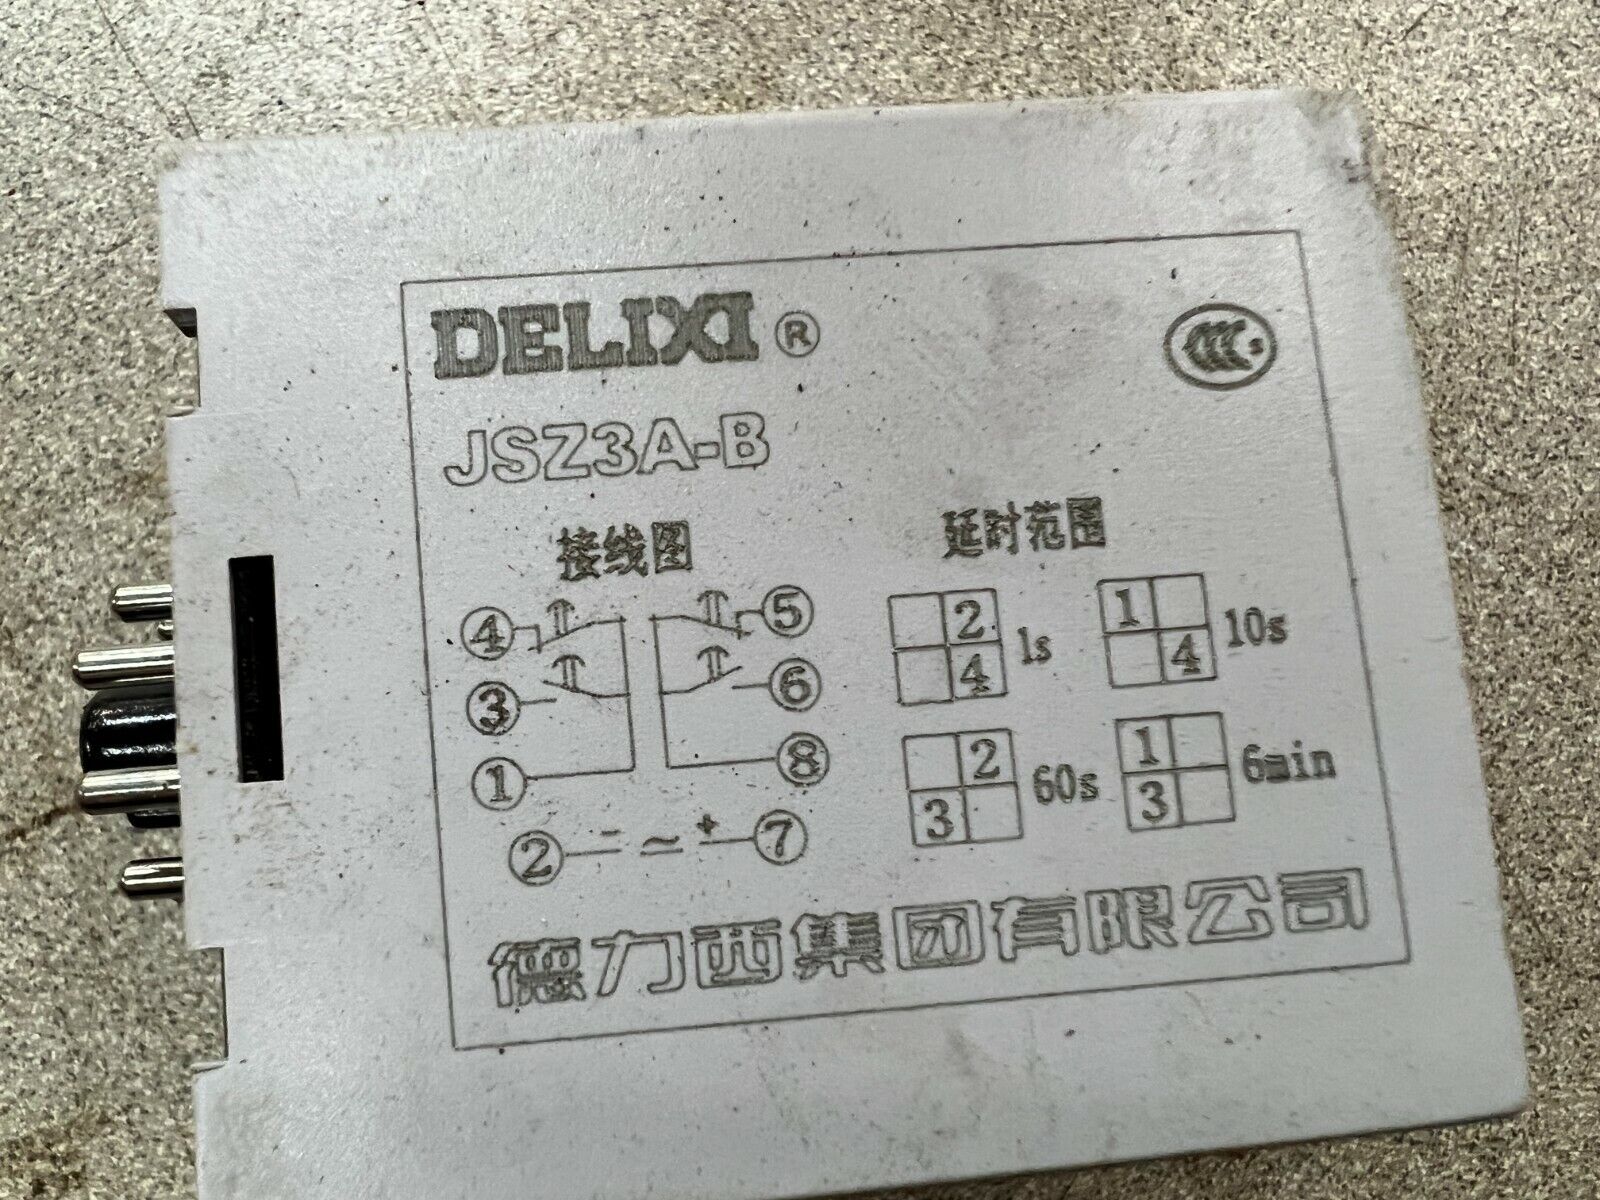 DELIXI®
CCC S
JSZ3A-B
接线图
延时范围
④ ⑤
③ ⑥
① ⑧
② - ≃ + ⑦
2
4 1s
1
4 10s
2
3 60s
1
3 6min
德力西集团有限公司